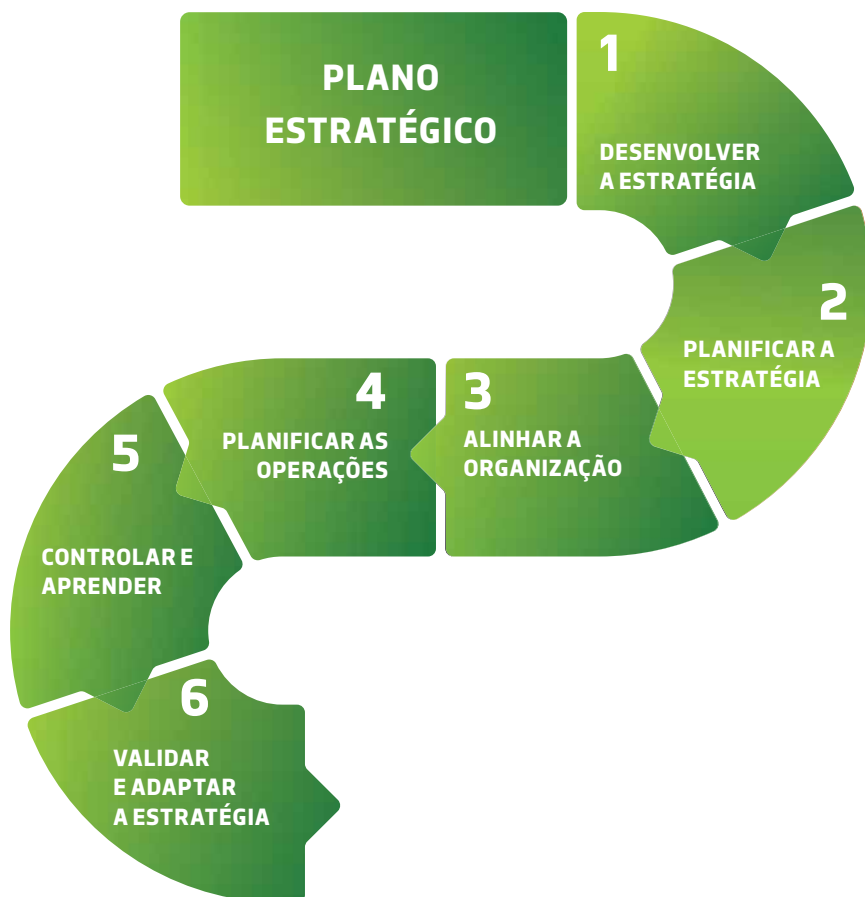 PLANO
ESTRATÉGICO
1
DESENVOLVER
A ESTRATÉGIA
2
PLANIFICAR A
ESTRATÉGIA
3
ALINHAR A
ORGANIZAÇÃO
4
PLANIFICAR AS
OPERAÇÕES
5
CONTROLAR E
APRENDER
6
VALIDAR
E ADAPTAR
A ESTRATÉGIA